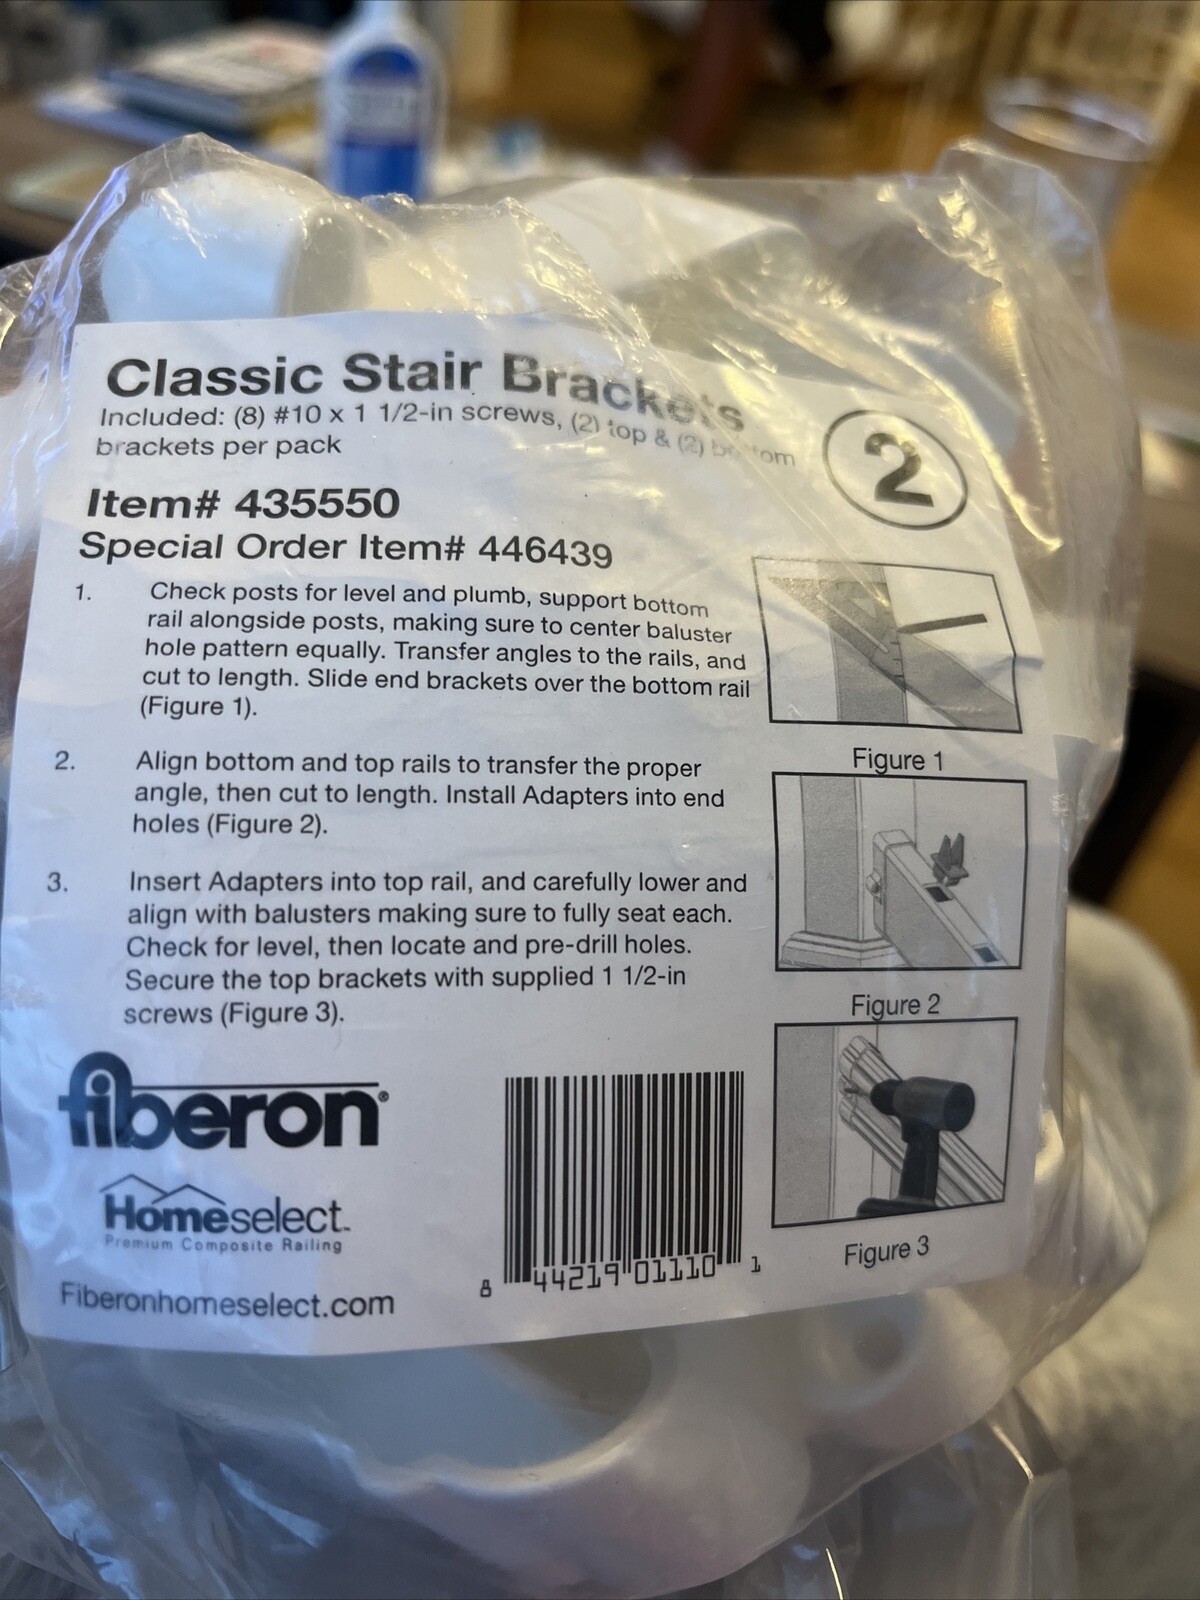 Classic Stair Brackets
Included: (8) #10 x 1 1/2-in screws, (2) top & (2) bottom
brackets per pack
2
Item# 435550
Special Order Item# 446439
1. Check posts for level and plumb, support bottom
rail alongside posts, making sure to center baluster
hole pattern equally. Transfer angles to the rails, and
cut to length. Slide end brackets over the bottom rail
(Figure 1).
Figure 1
2. Align bottom and top rails to transfer the proper
angle, then cut to length. Install Adapters into end
holes (Figure 2).
Figure 2
3. Insert Adapters into top rail, and carefully lower and
align with balusters making sure to fully seat each.
Check for level, then locate and pre-drill holes.
Secure the top brackets with supplied 1 1/2-in
screws (Figure 3).
Figure 3
fiberon®
Homeselect™
Premium Composite Railing
Fiberonhomeselect.com
8 44219 01110 1